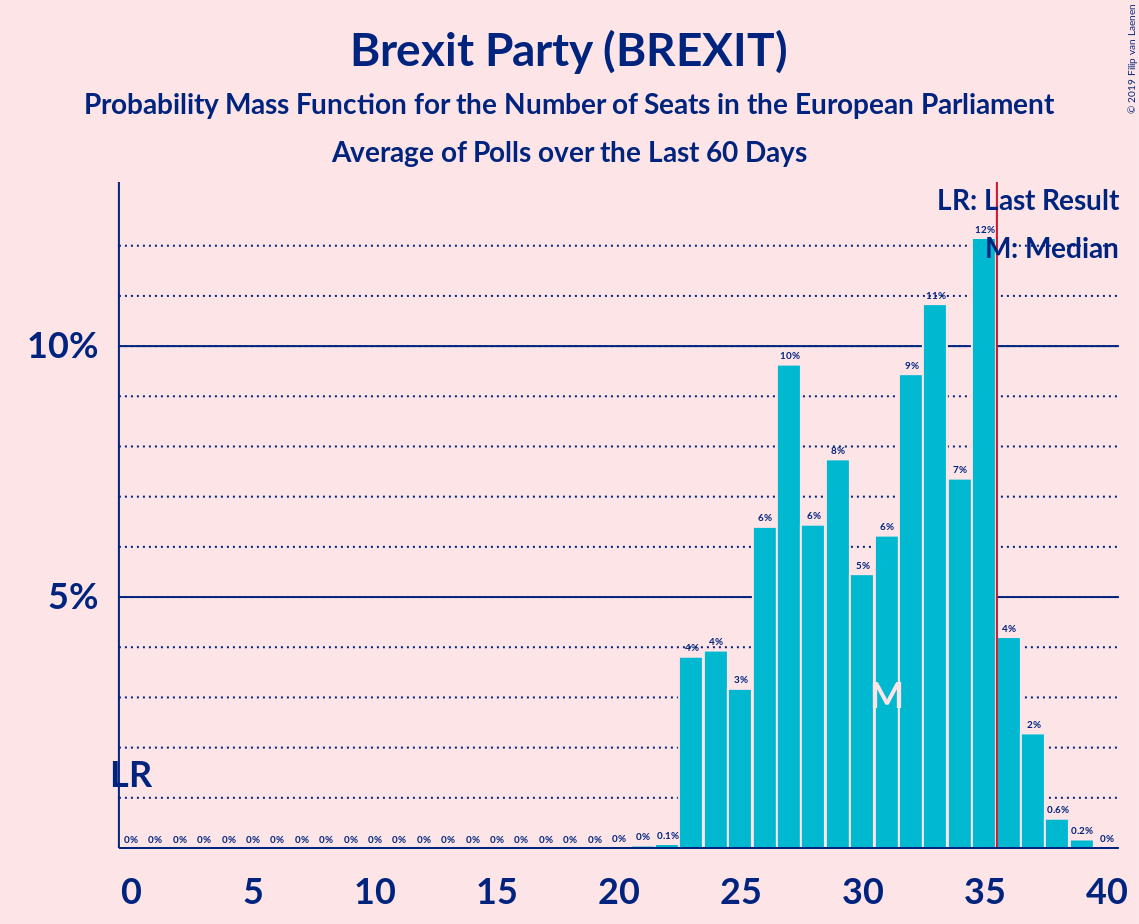 Brexit Party (BREXIT)
Probability Mass Function for the Number of Seats in the European Parliament
Average of Polls over the Last 60 Days
© 2019 Filip van Laenen
LR: Last Result
M: Median
12%
11%
10%
10%
9%
8%
7%
6%
6%
6%
5%
5%
4%
4%
4%
3%
M
2%
LR
0.6%
0% 0% 0% 0% 0% 0% 0% 0% 0% 0% 0% 0% 0% 0% 0% 0% 0% 0% 0% 0% 0% 0% 0.1% 0.2% 0%
0 5 10 15 20 25 30 35 40